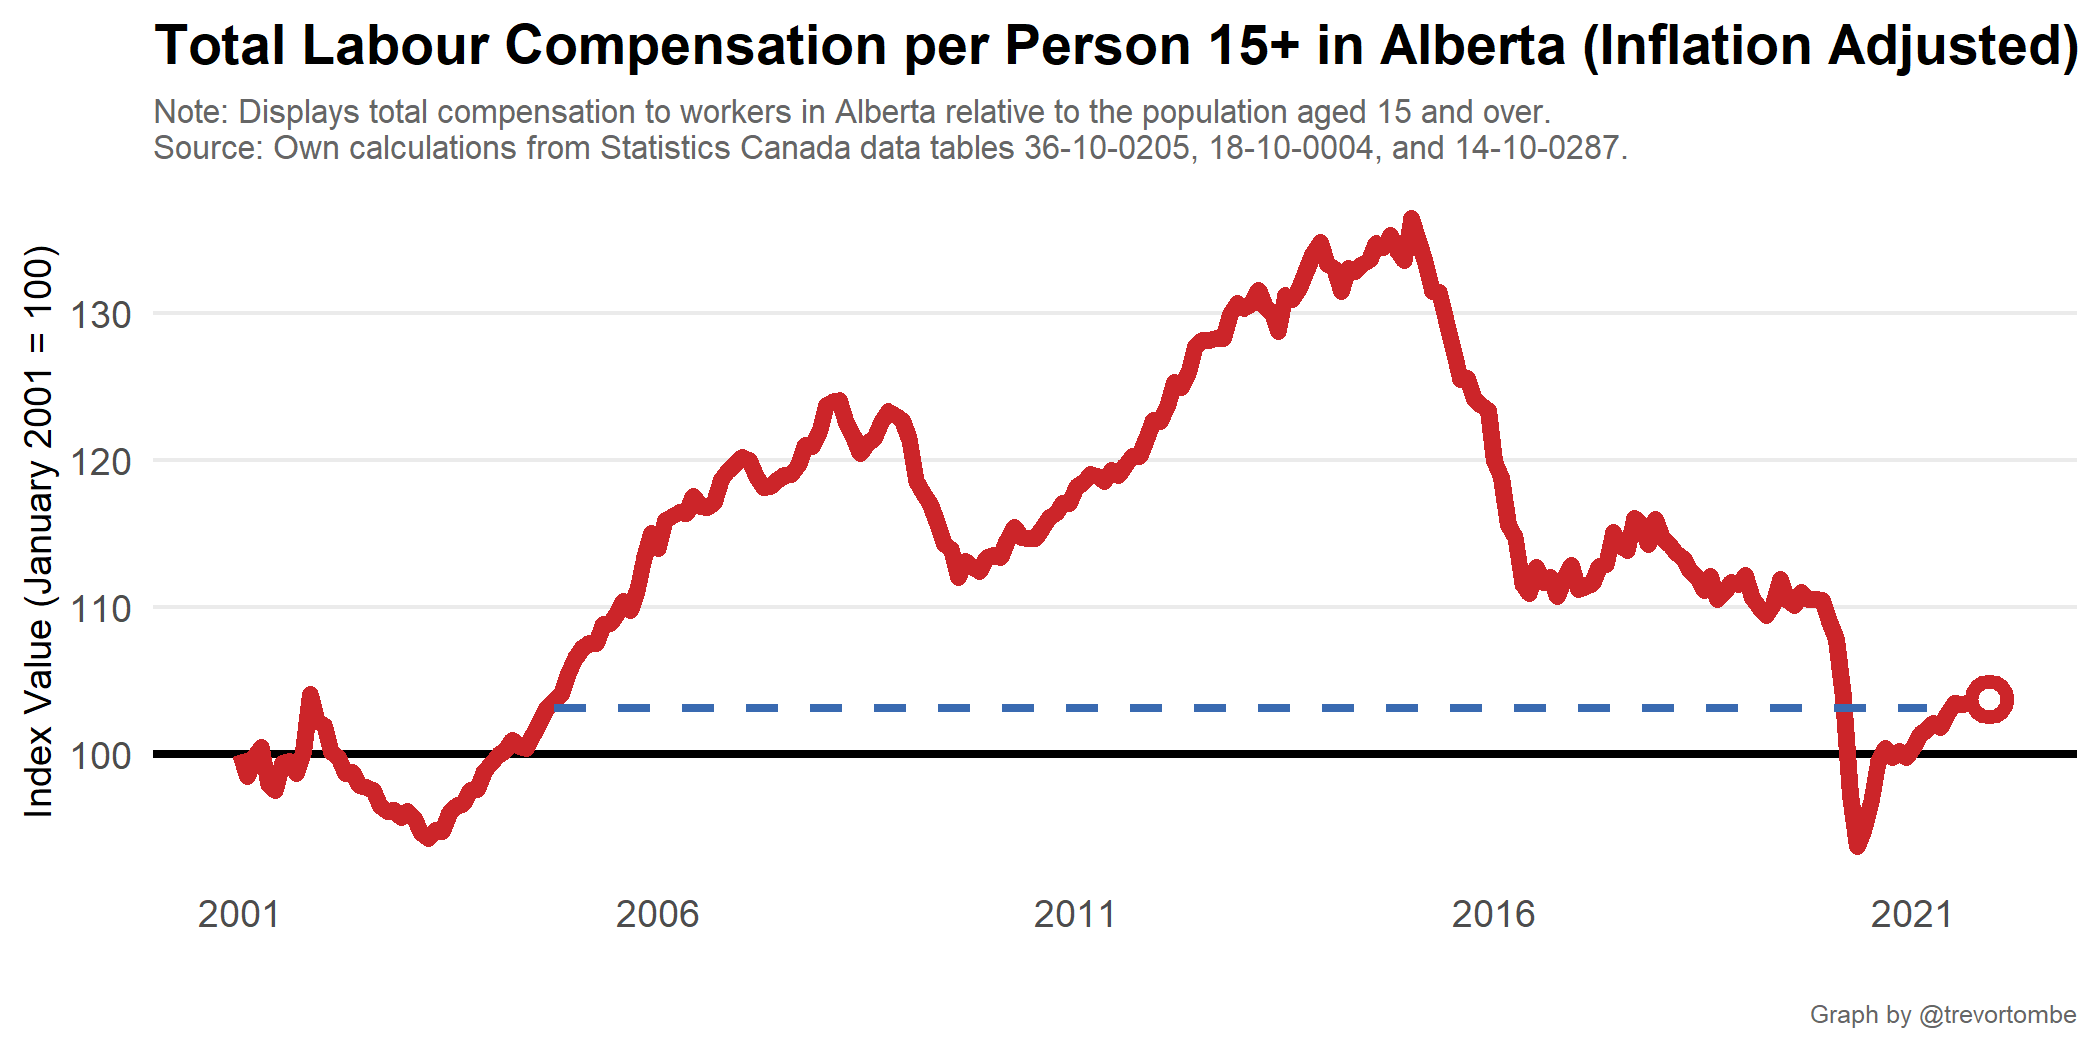 Total Labour Compensation per Person 15+ in Alberta (Inflation Adjusted)
Note: Displays total compensation to workers in Alberta relative to the population aged 15 and over.
Source: Own calculations from Statistics Canada data tables 36-10-0205, 18-10-0004, and 14-10-0287.
Index Value (January 2001 = 100)
130
120
110
100
2001
2006
2011
2016
2021
Graph by @trevortombe